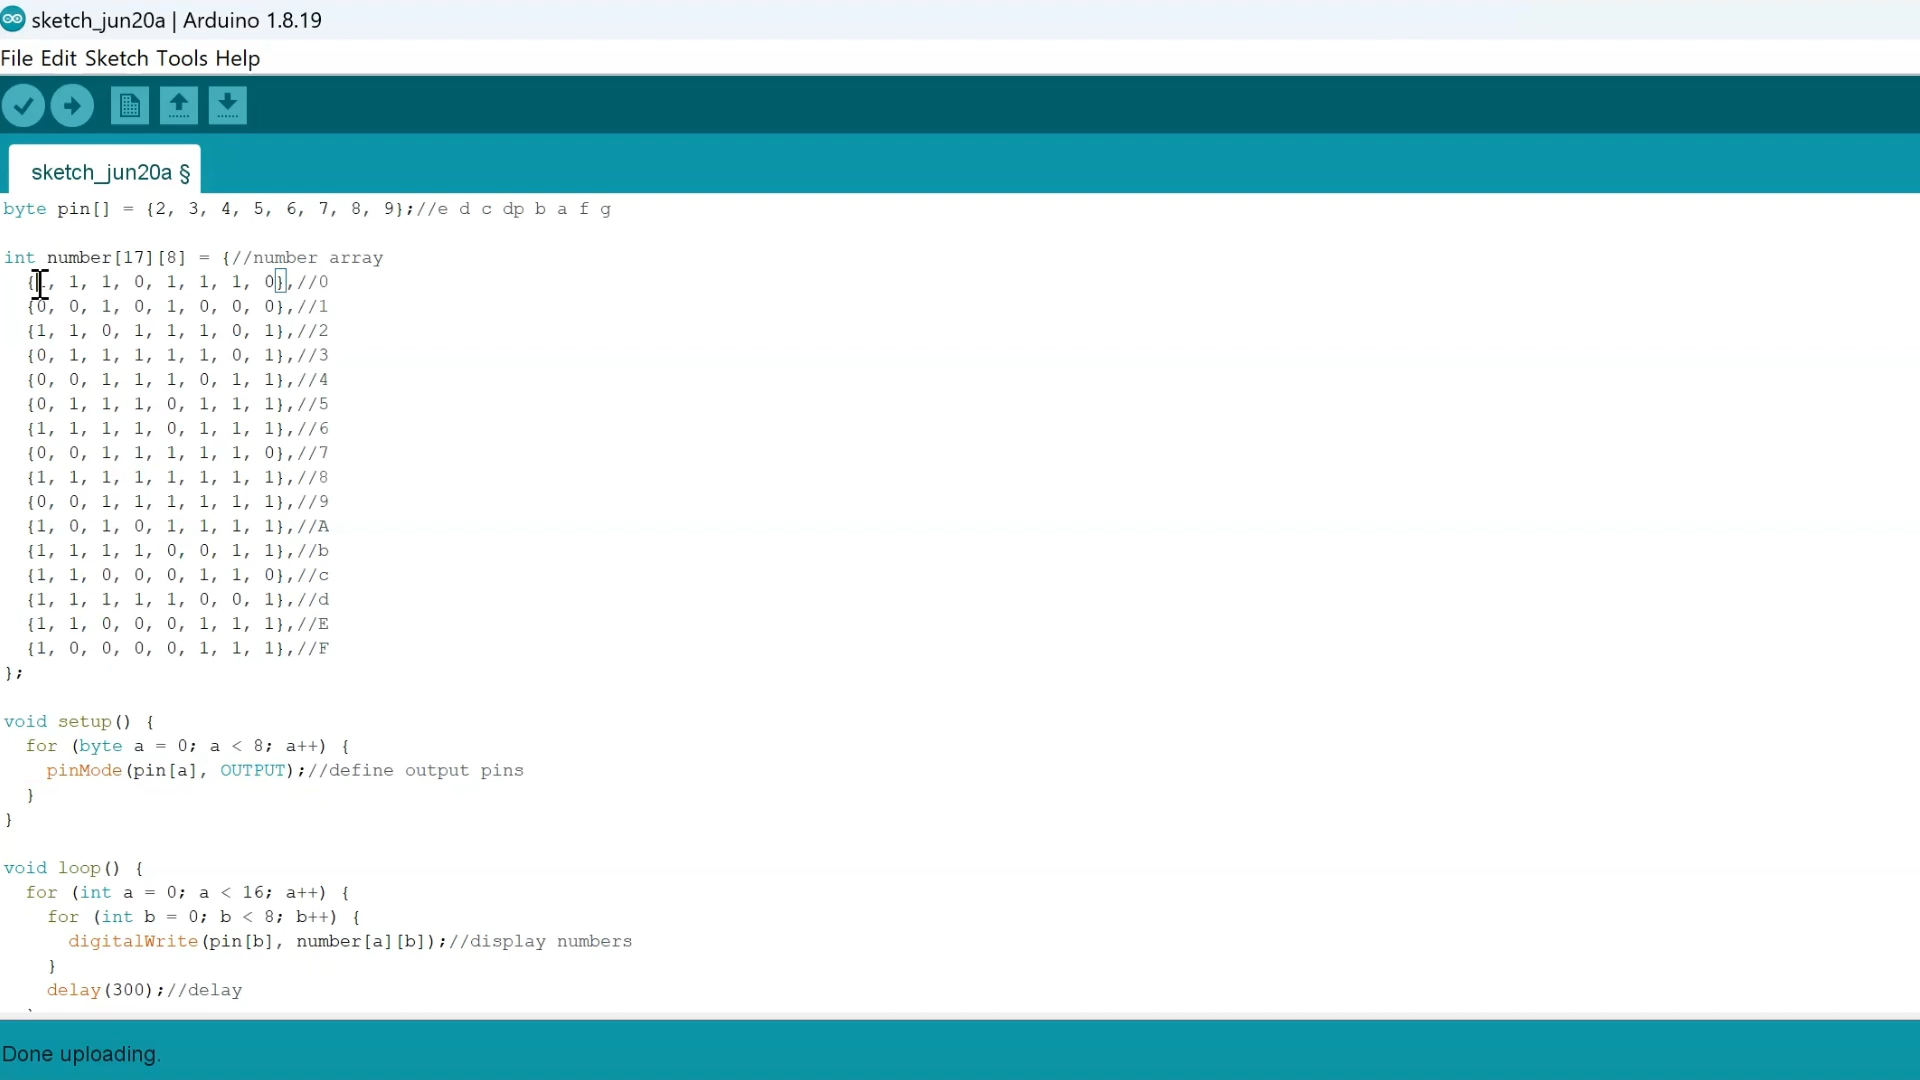 sketch_jun20a | Arduino 1.8.19
File Edit Sketch Tools Help
sketch_jun20a §
byte pin[] = {2, 3, 4, 5, 6, 7, 8, 9};//e d c dp b a f g
int number[17][8] = {//number array
{1, 1, 1, 0, 1, 1, 1, 0},//0
{0, 0, 1, 0, 1, 0, 0, 0},//1
{1, 1, 0, 1, 1, 1, 0, 1},//2
{0, 1, 1, 1, 1, 1, 0, 1},//3
{0, 0, 1, 1, 1, 0, 1, 1},//4
{0, 1, 1, 1, 0, 1, 1, 1},//5
{1, 1, 1, 1, 0, 1, 1, 1},//6
{0, 0, 1, 1, 1, 1, 1, 0},//7
{1, 1, 1, 1, 1, 1, 1, 1},//8
{0, 0, 1, 1, 1, 1, 1, 1},//9
{1, 0, 1, 0, 1, 1, 1, 1},//A
{1, 1, 1, 1, 0, 0, 1, 1},//b
{1, 1, 0, 0, 0, 1, 1, 0},//c
{1, 1, 1, 1, 1, 0, 0, 1},//d
{1, 1, 0, 0, 0, 1, 1, 1},//E
{1, 0, 0, 0, 0, 1, 1, 1},//F
};
void setup() {
for (byte a = 0; a < 8; a++) {
pinMode(pin[a], OUTPUT);//define output pins
}
}
void loop() {
for (int a = 0; a < 16; a++) {
for (int b = 0; b < 8; b++) {
digitalWrite(pin[b], number[a][b]);//display numbers
}
delay(300);//delay
Done uploading.